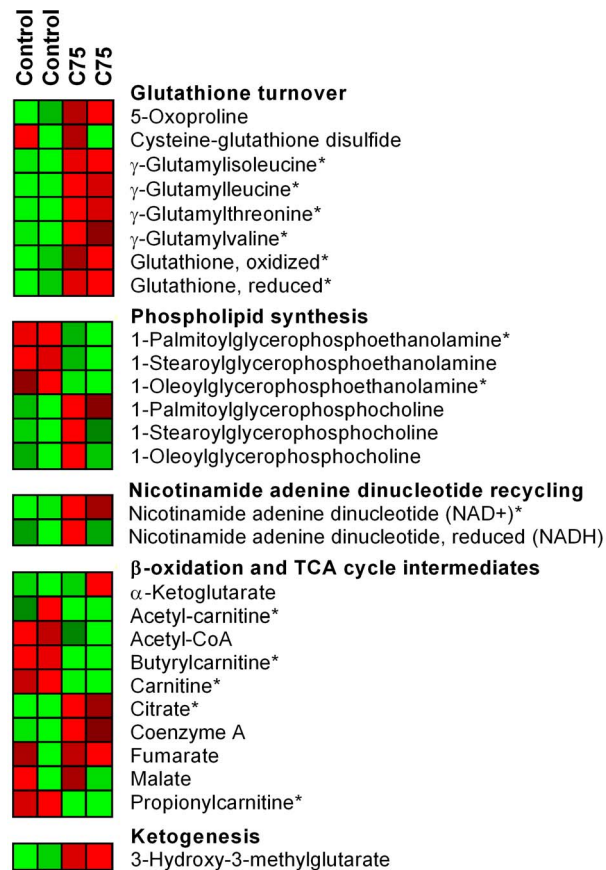 Control Control C75 C75
Glutathione turnover
5-Oxoproline
Cysteine-glutathione disulfide
γ-Glutamylisoleucine*
γ-Glutamylleucine*
γ-Glutamylthreonine*
γ-Glutamylvaline*
Glutathione, oxidized*
Glutathione, reduced*
Phospholipid synthesis
1-Palmitoylglycerophosphoethanolamine*
1-Stearoylglycerophosphoethanolamine
1-Oleoylglycerophosphoethanolamine*
1-Palmitoylglycerophosphocholine
1-Stearoylglycerophosphocholine
1-Oleoylglycerophosphocholine
Nicotinamide adenine dinucleotide recycling
Nicotinamide adenine dinucleotide (NAD+)*
Nicotinamide adenine dinucleotide, reduced (NADH)
β-oxidation and TCA cycle intermediates
α-Ketoglutarate
Acetyl-carnitine*
Acetyl-CoA
Butyrylcarnitine*
Carnitine*
Citrate*
Coenzyme A
Fumarate
Malate
Propionylcarnitine*
Ketogenesis
3-Hydroxy-3-methylglutarate